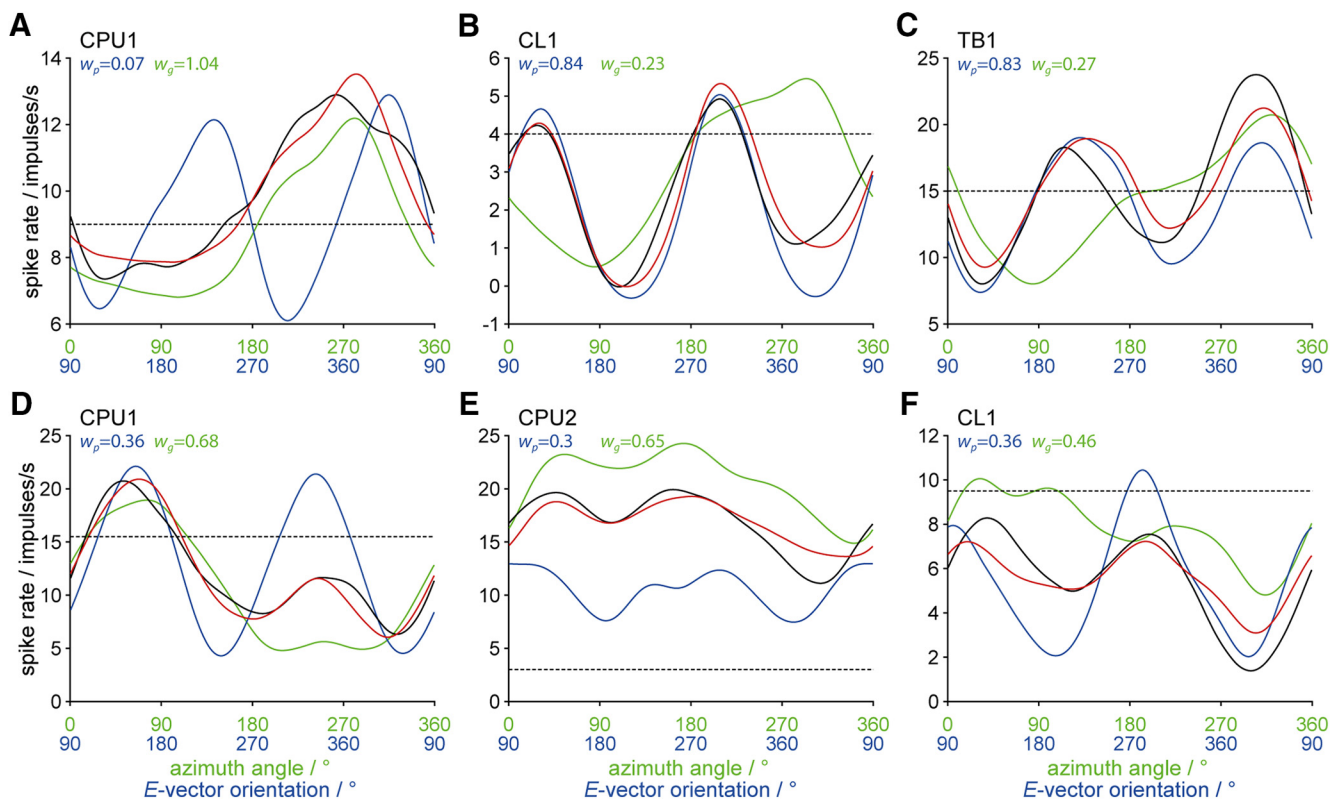 A
CPU1
wp=0.07 wg=1.04
spike rate / impulses/s
14
12
10
8
6
0 90 180 270 360
90 180 270 360 90
B
CL1
wp=0.84 wg=0.23
6
5
4
3
2
1
0
-1
0 90 180 270 360
90 180 270 360 90
C
TB1
wp=0.83 wg=0.27
25
20
15
10
5
0 90 180 270 360
90 180 270 360 90
D
CPU1
wp=0.36 wg=0.68
spike rate / impulses/s
25
20
15
10
5
0
0 90 180 270 360
90 180 270 360 90
azimuth angle / °
E-vector orientation / °
E
CPU2
wp=0.3 wg=0.65
25
20
15
10
5
0
0 90 180 270 360
90 180 270 360 90
azimuth angle / °
E-vector orientation / °
F
CL1
wp=0.36 wg=0.46
12
10
8
6
4
2
0
0 90 180 270 360
90 180 270 360 90
azimuth angle / °
E-vector orientation / °